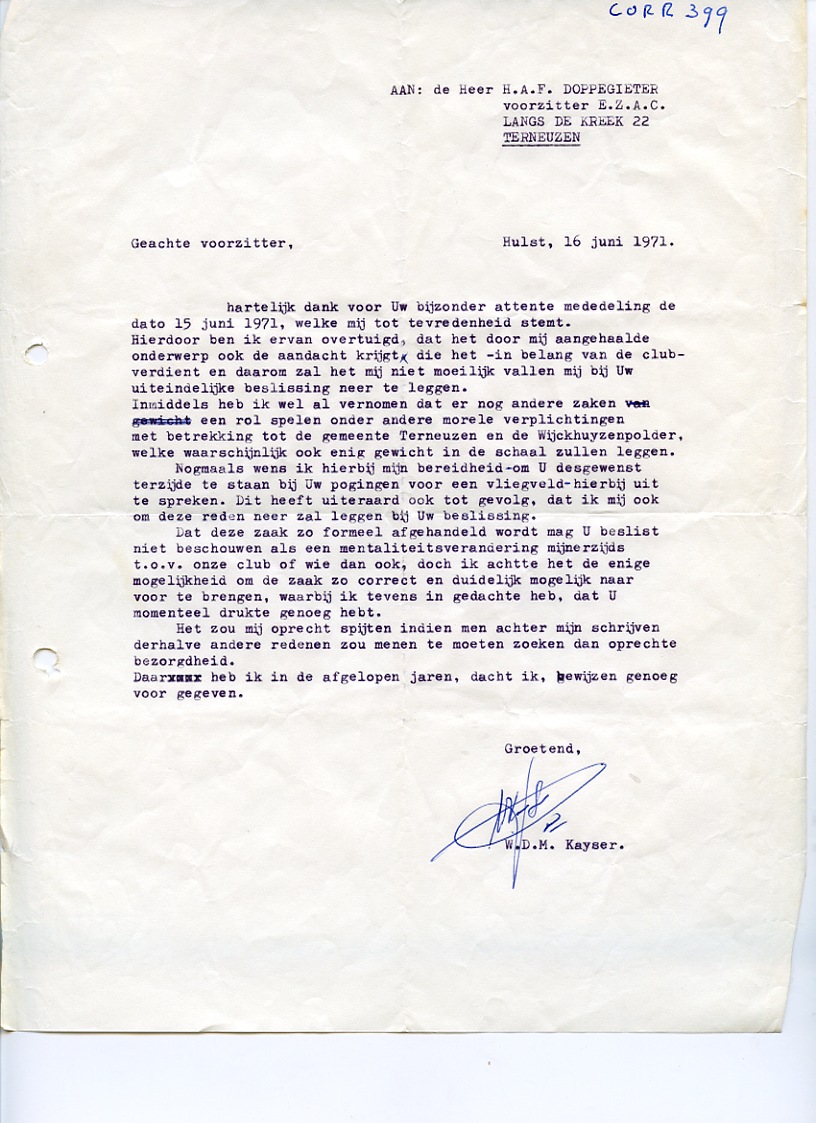 CORR 399
AAN: de Heer H.A.F. DOPPEGIETER
voorzitter E.Z.A.C.
LANGS DE KREEK 22
TERNEUZEN
Geachte voorzitter,
Hulst, 16 juni 1971.
hartelijk dank voor Uw bijzonder attente mededeling de
dato 15 juni 1971, welke mij tot tevredenheid stemt.
Hierdoor ben ik ervan overtuigd, dat het door mij aangehaalde
onderwerp ook de aandacht krijgt, die het -in belang van de club-
verdient en daarom zal het mij niet moeilijk vallen mij bij Uw
uiteindelijke beslissing neer te leggen.
Inmiddels heb ik wel al vernomen dat er nog andere zaken van
gewicht een rol spelen onder andere morele verplichtingen
met betrekking tot de gemeente Terneuzen en de Wijckhuyzenpolder,
welke waarschijnlijk ook enig gewicht in de schaal zullen leggen.
Nogmaals wens ik hierbij mijn bereidheid-om U desgewenst
terzijde te staan bij Uw pogingen voor een vliegveld-hierbij uit
te spreken. Dit heeft uiteraard ook tot gevolg, dat ik mij ook
om deze reden neer zal leggen bij Uw beslissing.
Dat deze zaak zo formeel afgehandeld wordt mag U beslist
niet beschouwen als een mentaliteitsverandering mijnerzijds
t.o.v. onze club of wie dan ook, doch ik achtte het de enige
mogelijkheid om de zaak zo correct en duidelijk mogelijk naar
voor te brengen, waarbij ik tevens in gedachte heb, dat U
momenteel drukte genoeg hebt.
Het zou mij oprecht spijten indien men achter mijn schrijven
derhalve andere redenen zou menen te moeten zoeken dan oprechte
bezorgdheid.
Daarxxxx heb ik in de afgelopen jaren, dacht ik, bewijzen genoeg
voor gegeven.
Groetend,
W.D.M. Kayser.